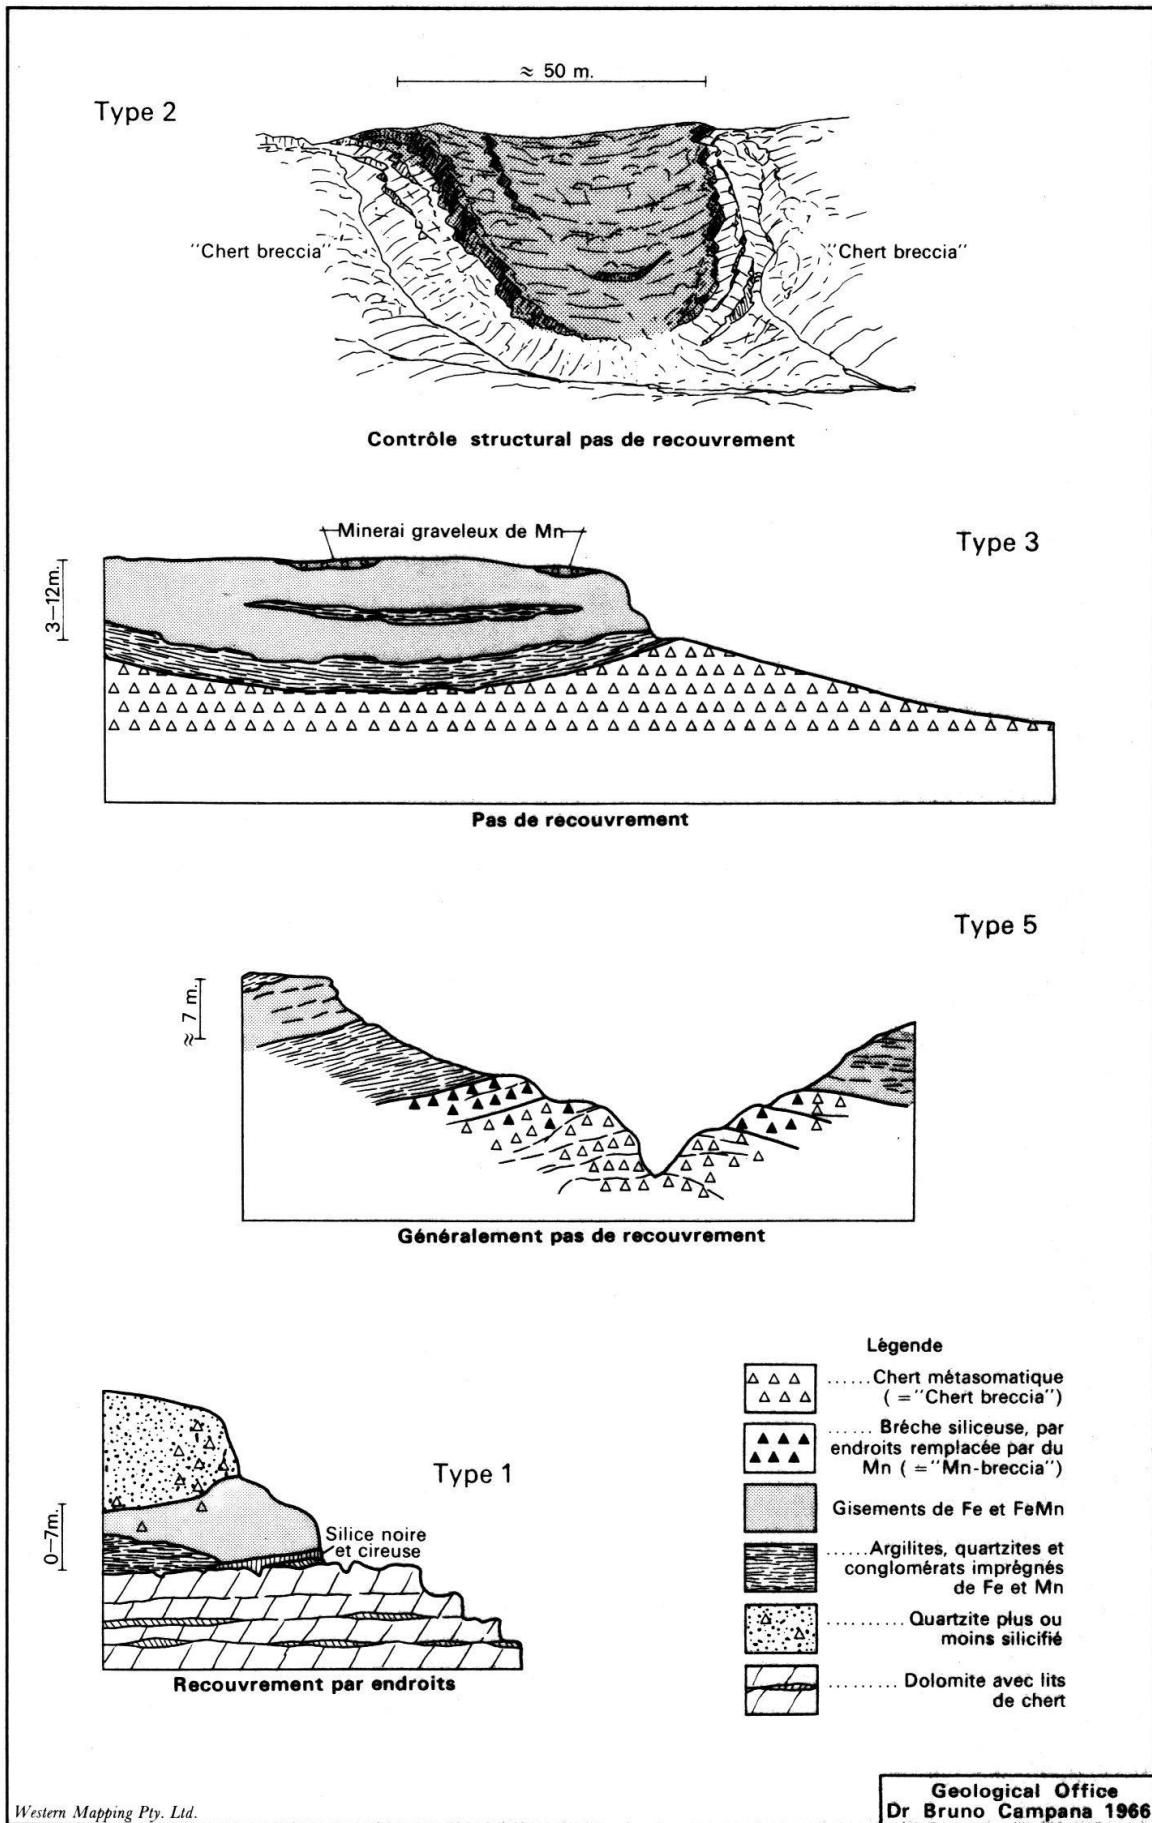 ≈ 50 m.
Type 2
"Chert breccia"
"Chert breccia"
Contrôle structural pas de recouvrement
Minerai graveleux de Mn
Type 3
3—12m.
Pas de recouvrement
Type 5
≈ 7 m.
Généralement pas de recouvrement
Légende
......Chert métasomatique
( ="Chert breccia")
...... Bréche siliceuse, par
endroits remplacée par du
Mn ( ="Mn-breccia")
Gisements de Fe et FeMn
......Argilites, quartzites et
conglomérats imprégnés
de Fe et Mn
.......... Quartzite plus ou
moins silicifié
......... Dolomite avec lits
de chert
Type 1
0—7m.
Silice noire
et cireuse
Recouvrement par endroits
Western Mapping Pty. Ltd.
Geological Office
Dr Bruno Campana 1966